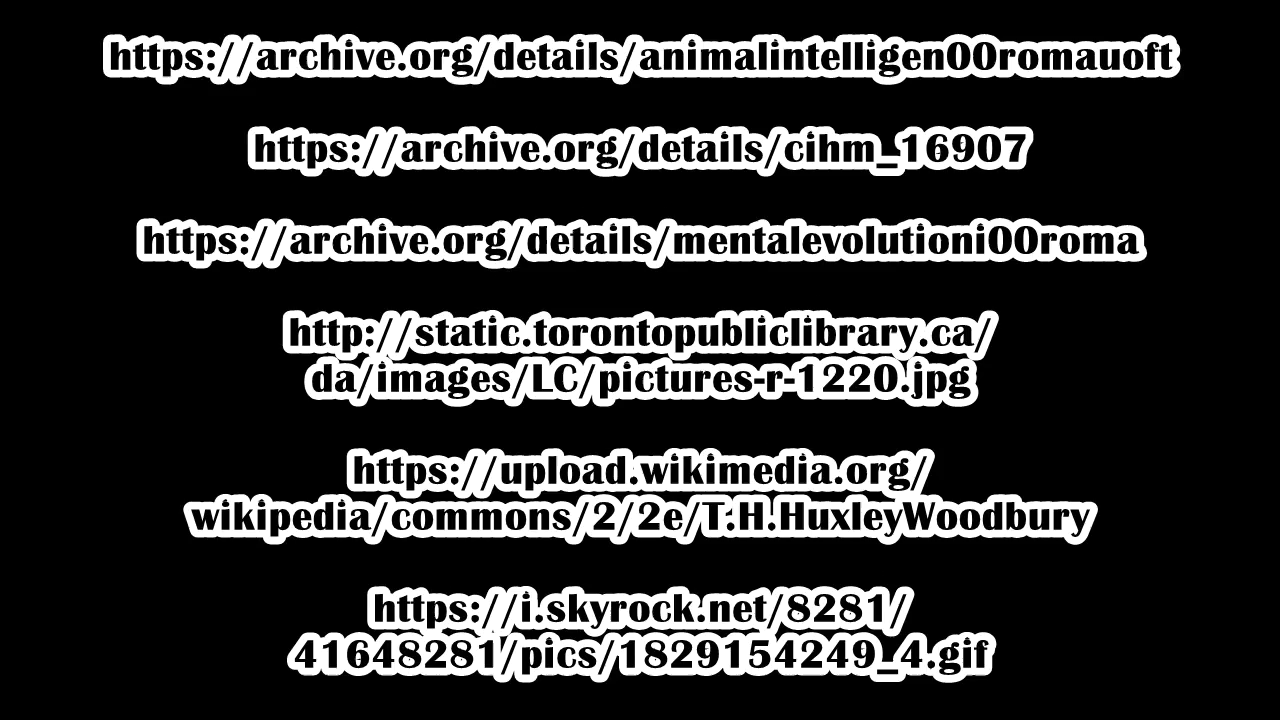 https://archive.org/details/animalintelligen00romauoft
https://archive.org/details/cihm_16907
https://archive.org/details/mentalevolutioni00roma
http://static.torontopubliclibrary.ca/
da/images/LC/pictures-r-1220.jpg
https://upload.wikimedia.org/
wikipedia/commons/2/2e/T.H.HuxleyWoodbury
https://i.skyrock.net/8281/
41648281/pics/1829154249_4.gif